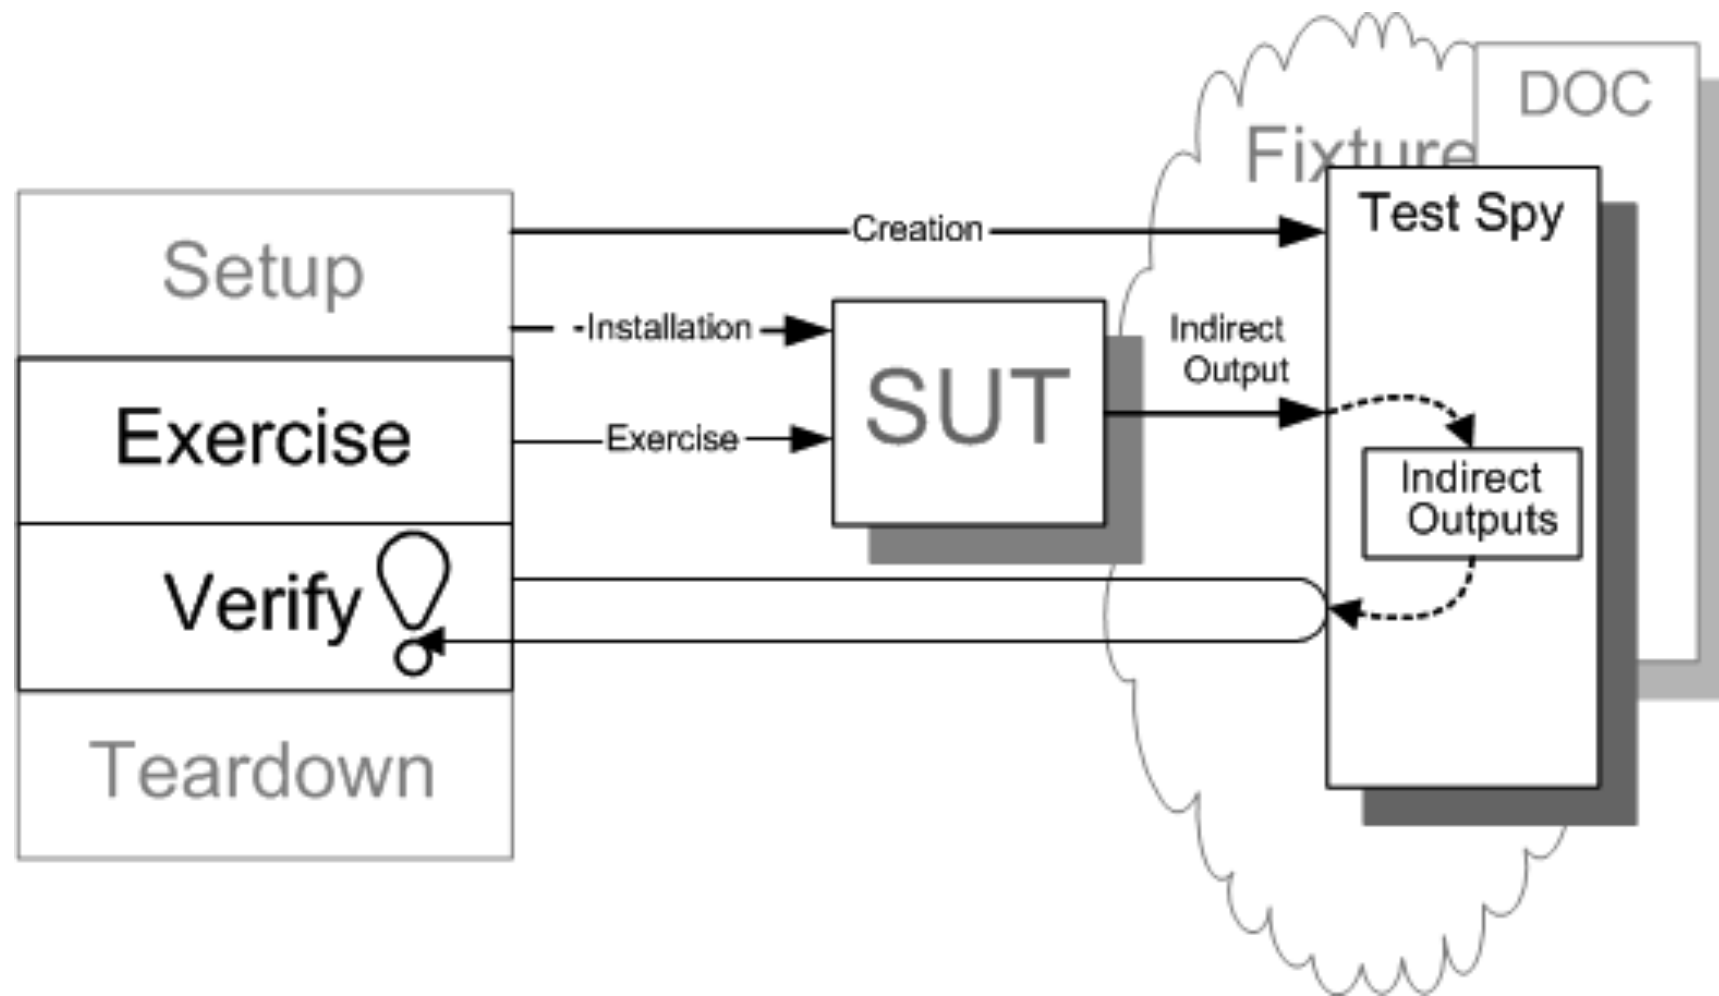 DOC
Fixture
Test Spy
Setup
Creation
Installation
Indirect
Output
SUT
Exercise
Exercise
Indirect
Outputs
Verify
Teardown